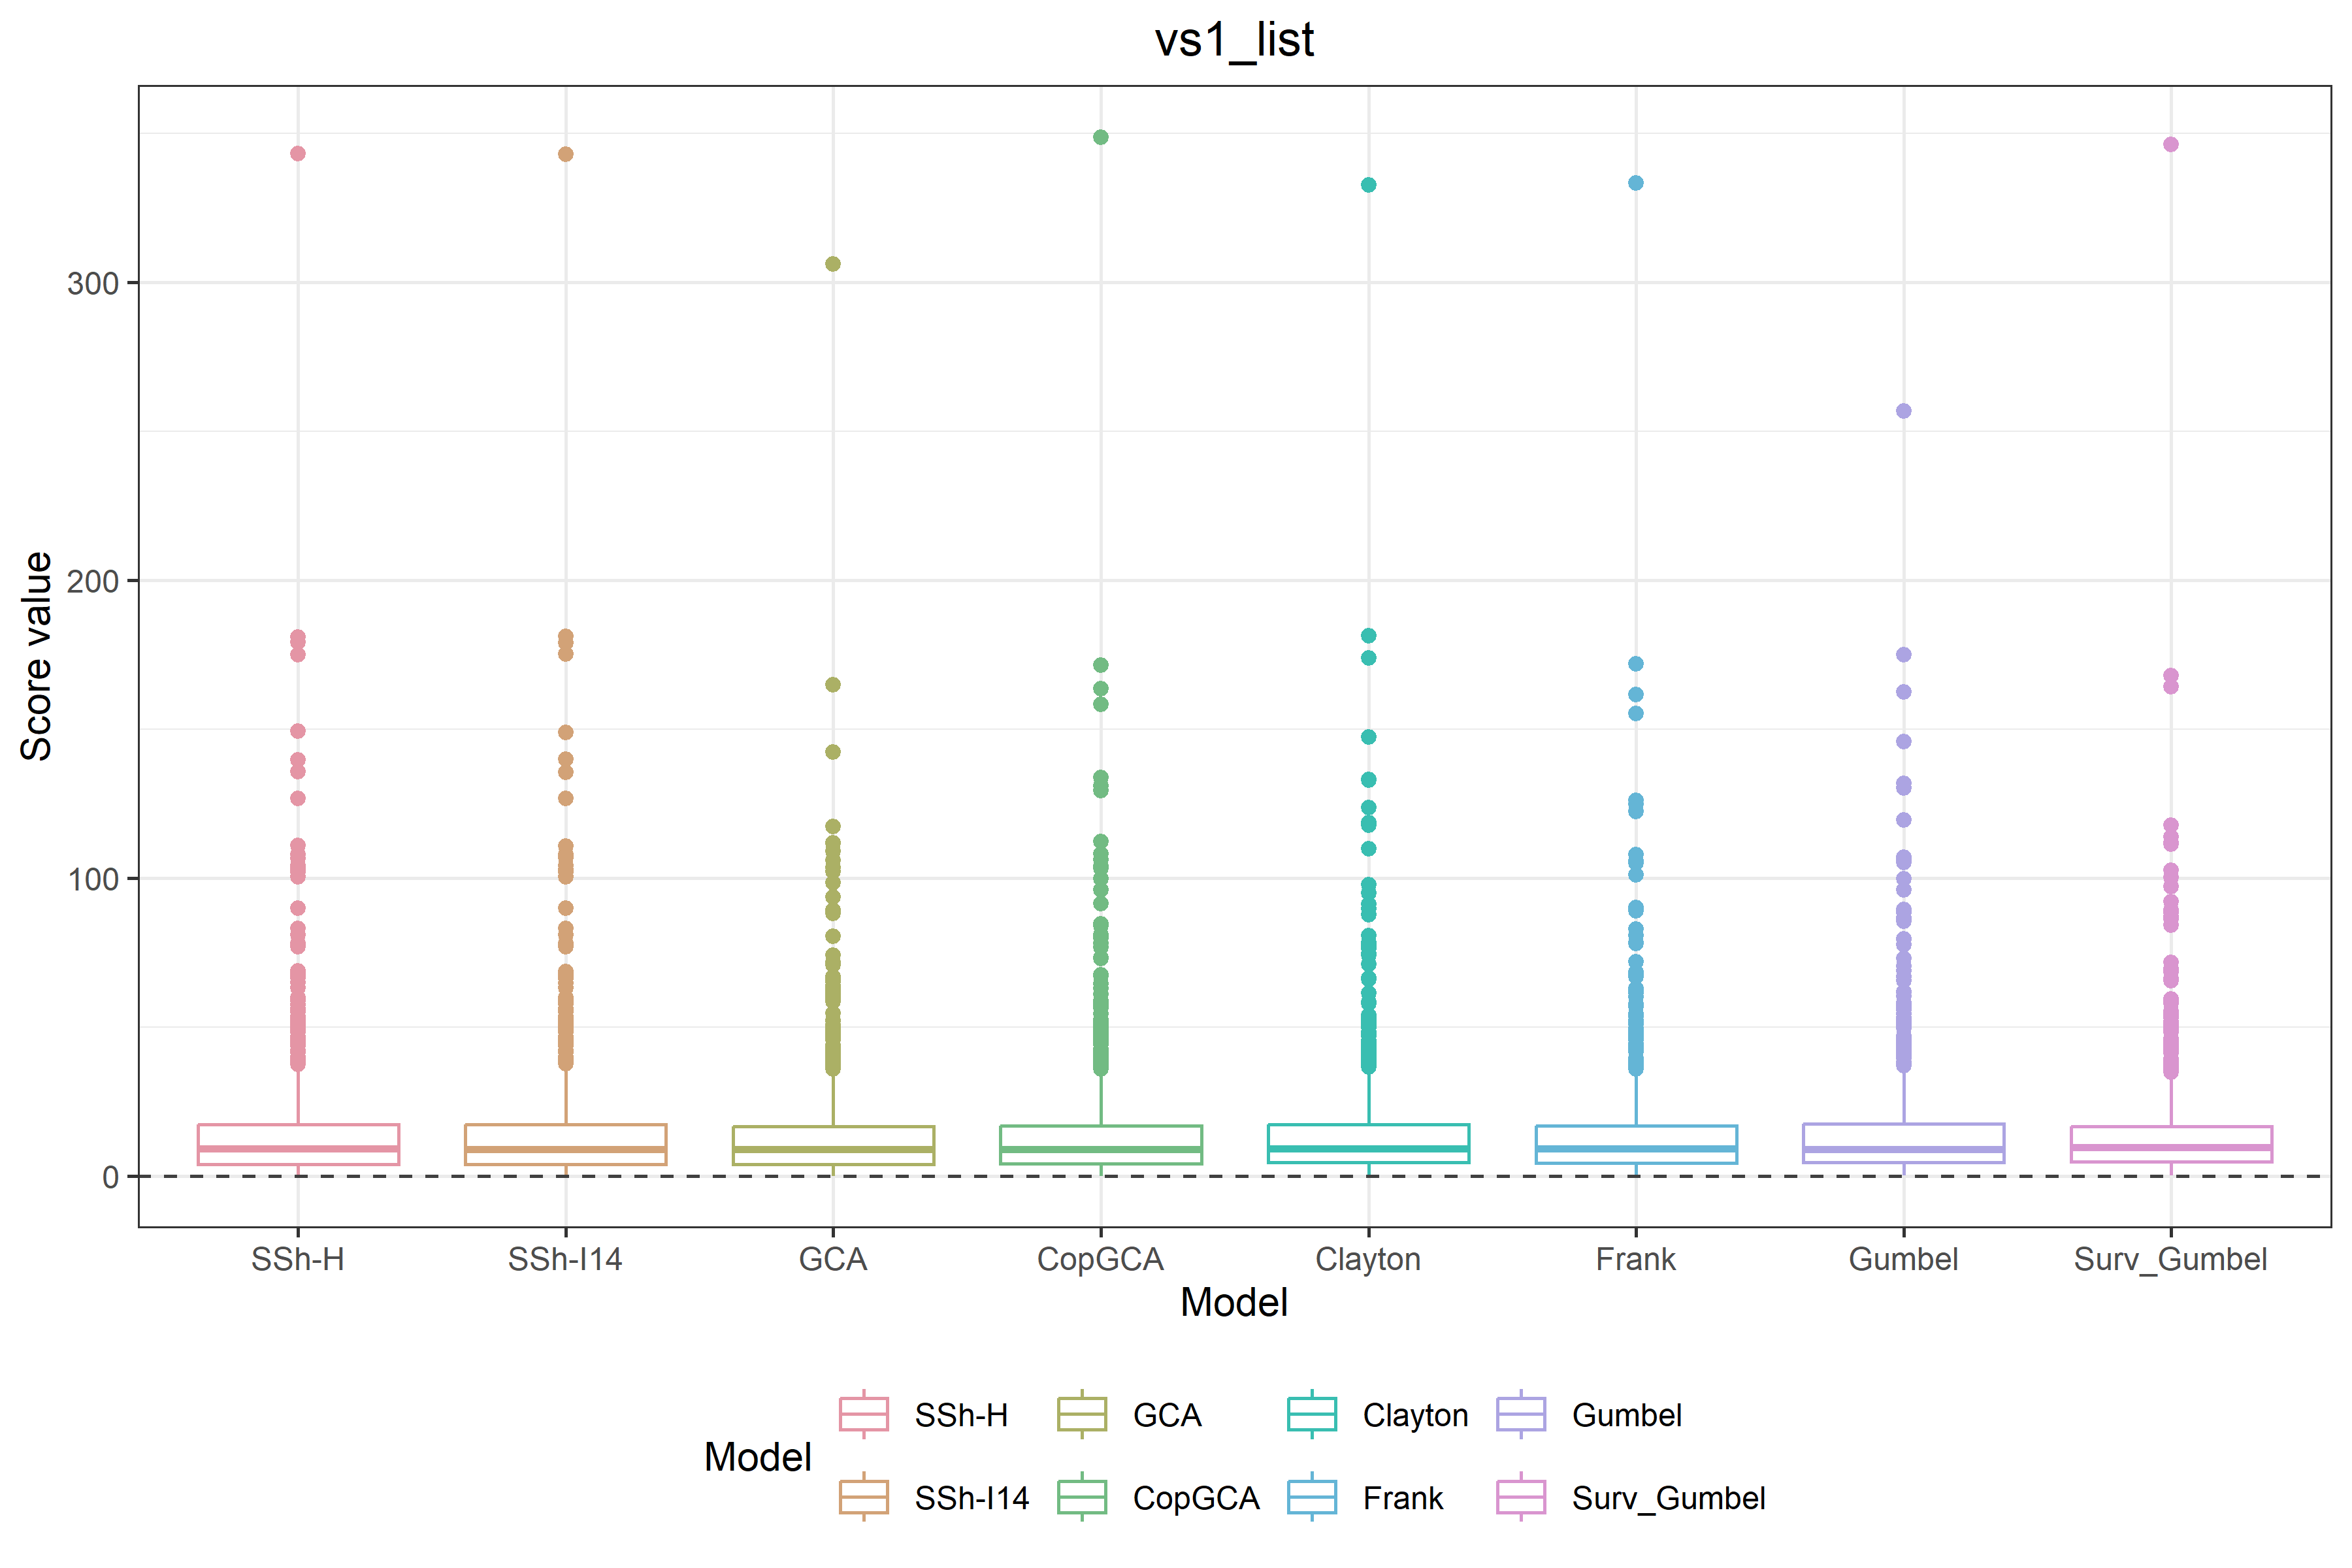 vs1_list
Score value
300
200
100
0
SSh-H SSh-I14 GCA CopGCA Clayton Frank Gumbel Surv_Gumbel
Model
Model
SSh-H GCA Clayton Gumbel
SSh-I14 CopGCA Frank Surv_Gumbel